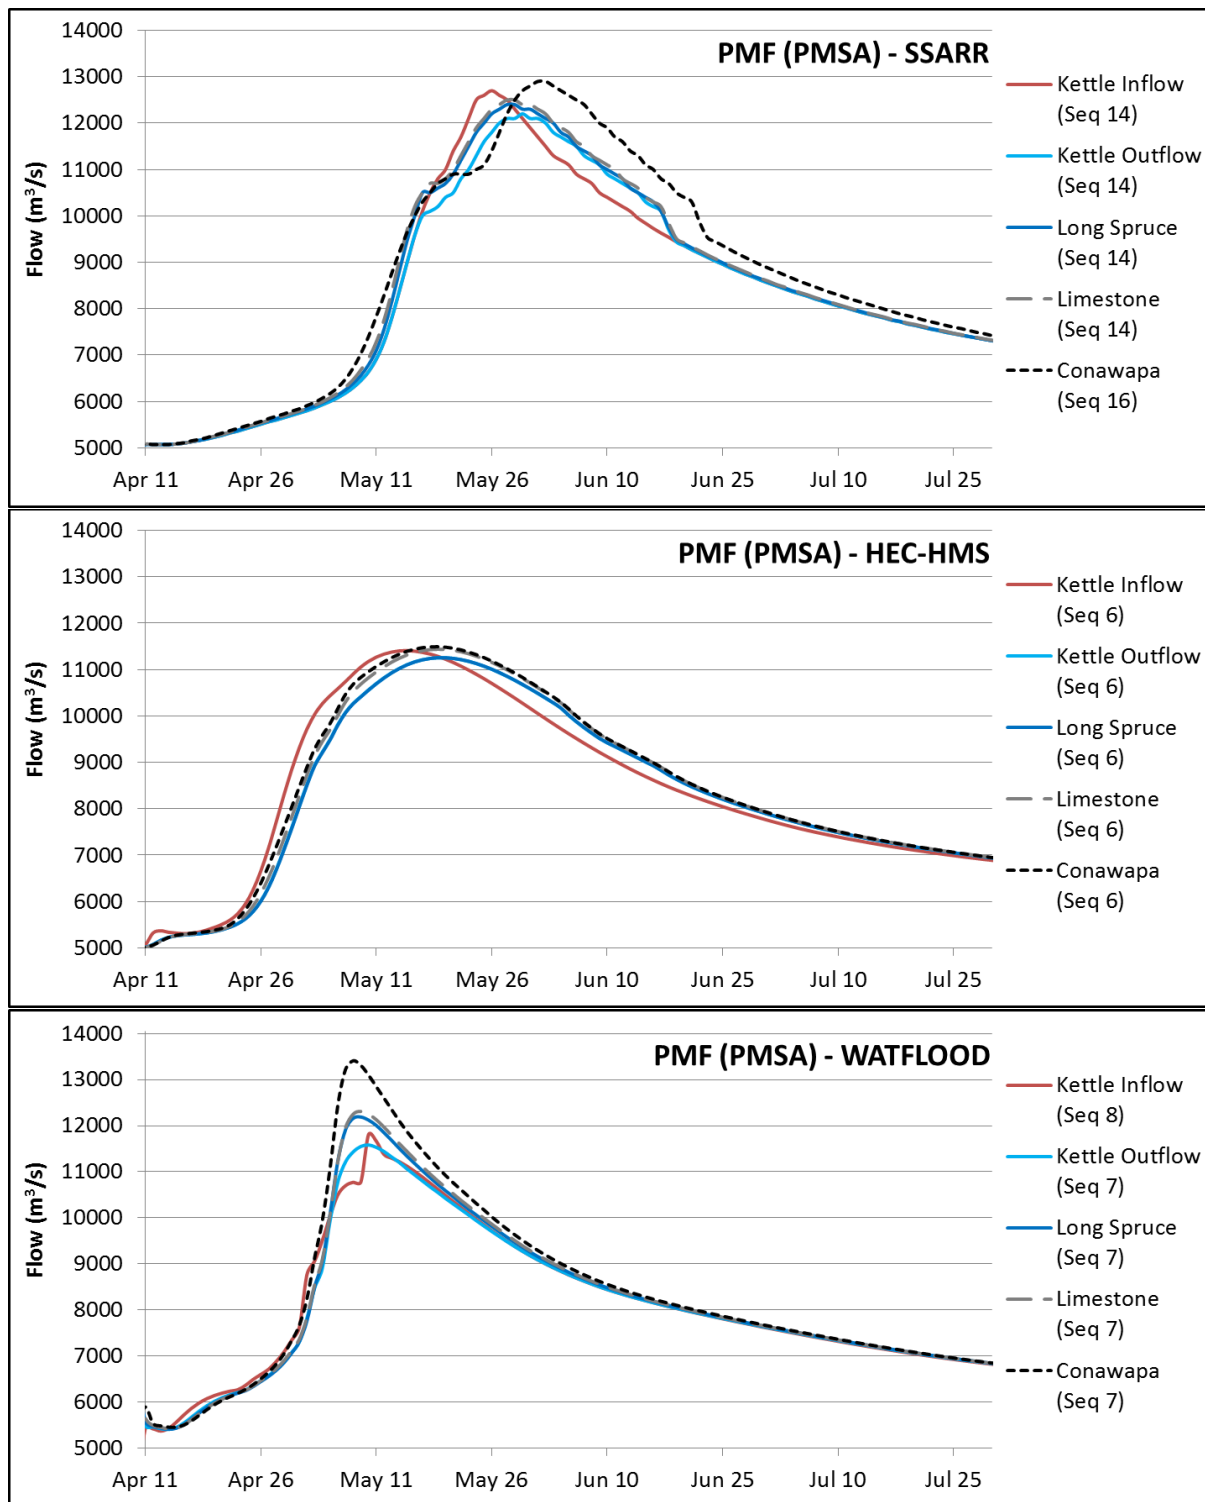 PMF (PMSA) - SSARR
Flow (m³/s)
14000
13000
12000
11000
10000
9000
8000
7000
6000
5000
Apr 11 Apr 26 May 11 May 26 Jun 10 Jun 25 Jul 10 Jul 25
Kettle Inflow
(Seq 14)
Kettle Outflow
(Seq 14)
Long Spruce
(Seq 14)
Limestone
(Seq 14)
Conawapa
(Seq 16)
PMF (PMSA) - HEC-HMS
Flow (m³/s)
14000
13000
12000
11000
10000
9000
8000
7000
6000
5000
Apr 11 Apr 26 May 11 May 26 Jun 10 Jun 25 Jul 10 Jul 25
Kettle Inflow
(Seq 6)
Kettle Outflow
(Seq 6)
Long Spruce
(Seq 6)
Limestone
(Seq 6)
Conawapa
(Seq 6)
PMF (PMSA) - WATFLOOD
Flow (m³/s)
14000
13000
12000
11000
10000
9000
8000
7000
6000
5000
Apr 11 Apr 26 May 11 May 26 Jun 10 Jun 25 Jul 10 Jul 25
Kettle Inflow
(Seq 8)
Kettle Outflow
(Seq 7)
Long Spruce
(Seq 7)
Limestone
(Seq 7)
Conawapa
(Seq 7)